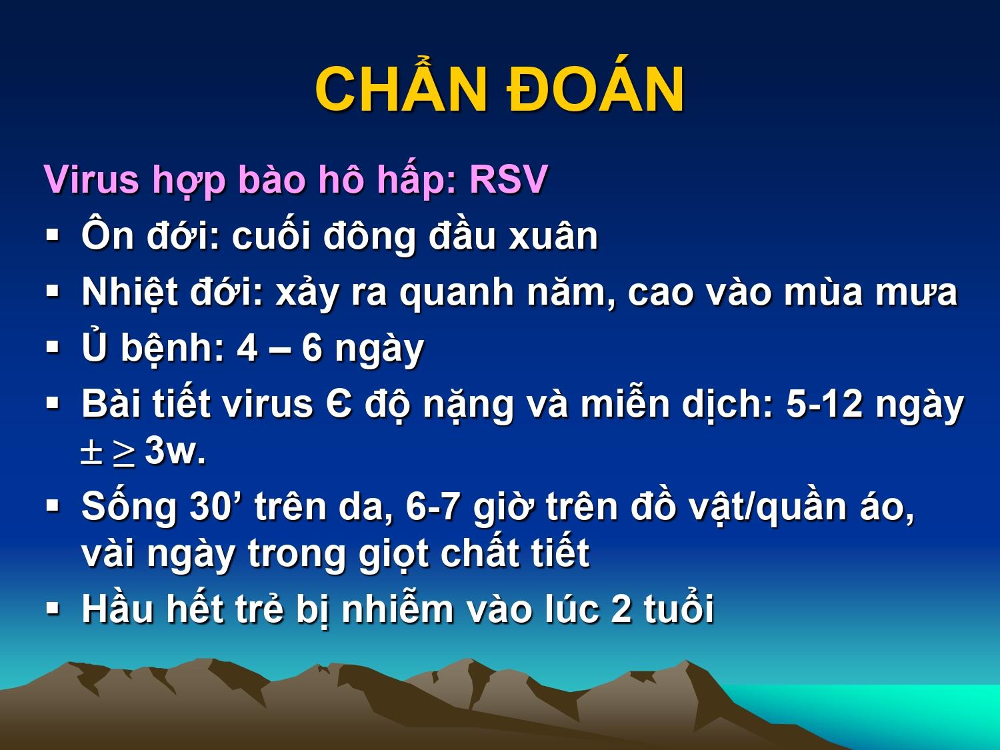 CHẨN ĐOÁN
Virus hợp bào hô hấp: RSV
▪ Ôn đới: cuối đông đầu xuân
▪ Nhiệt đới: xảy ra quanh năm, cao vào mùa mưa
▪ Ủ bệnh: 4 – 6 ngày
▪ Bài tiết virus Є độ nặng và miễn dịch: 5-12 ngày
± ≥ 3w.
▪ Sống 30’ trên da, 6-7 giờ trên đồ vật/quần áo,
vài ngày trong giọt chất tiết
▪ Hầu hết trẻ bị nhiễm vào lúc 2 tuổi